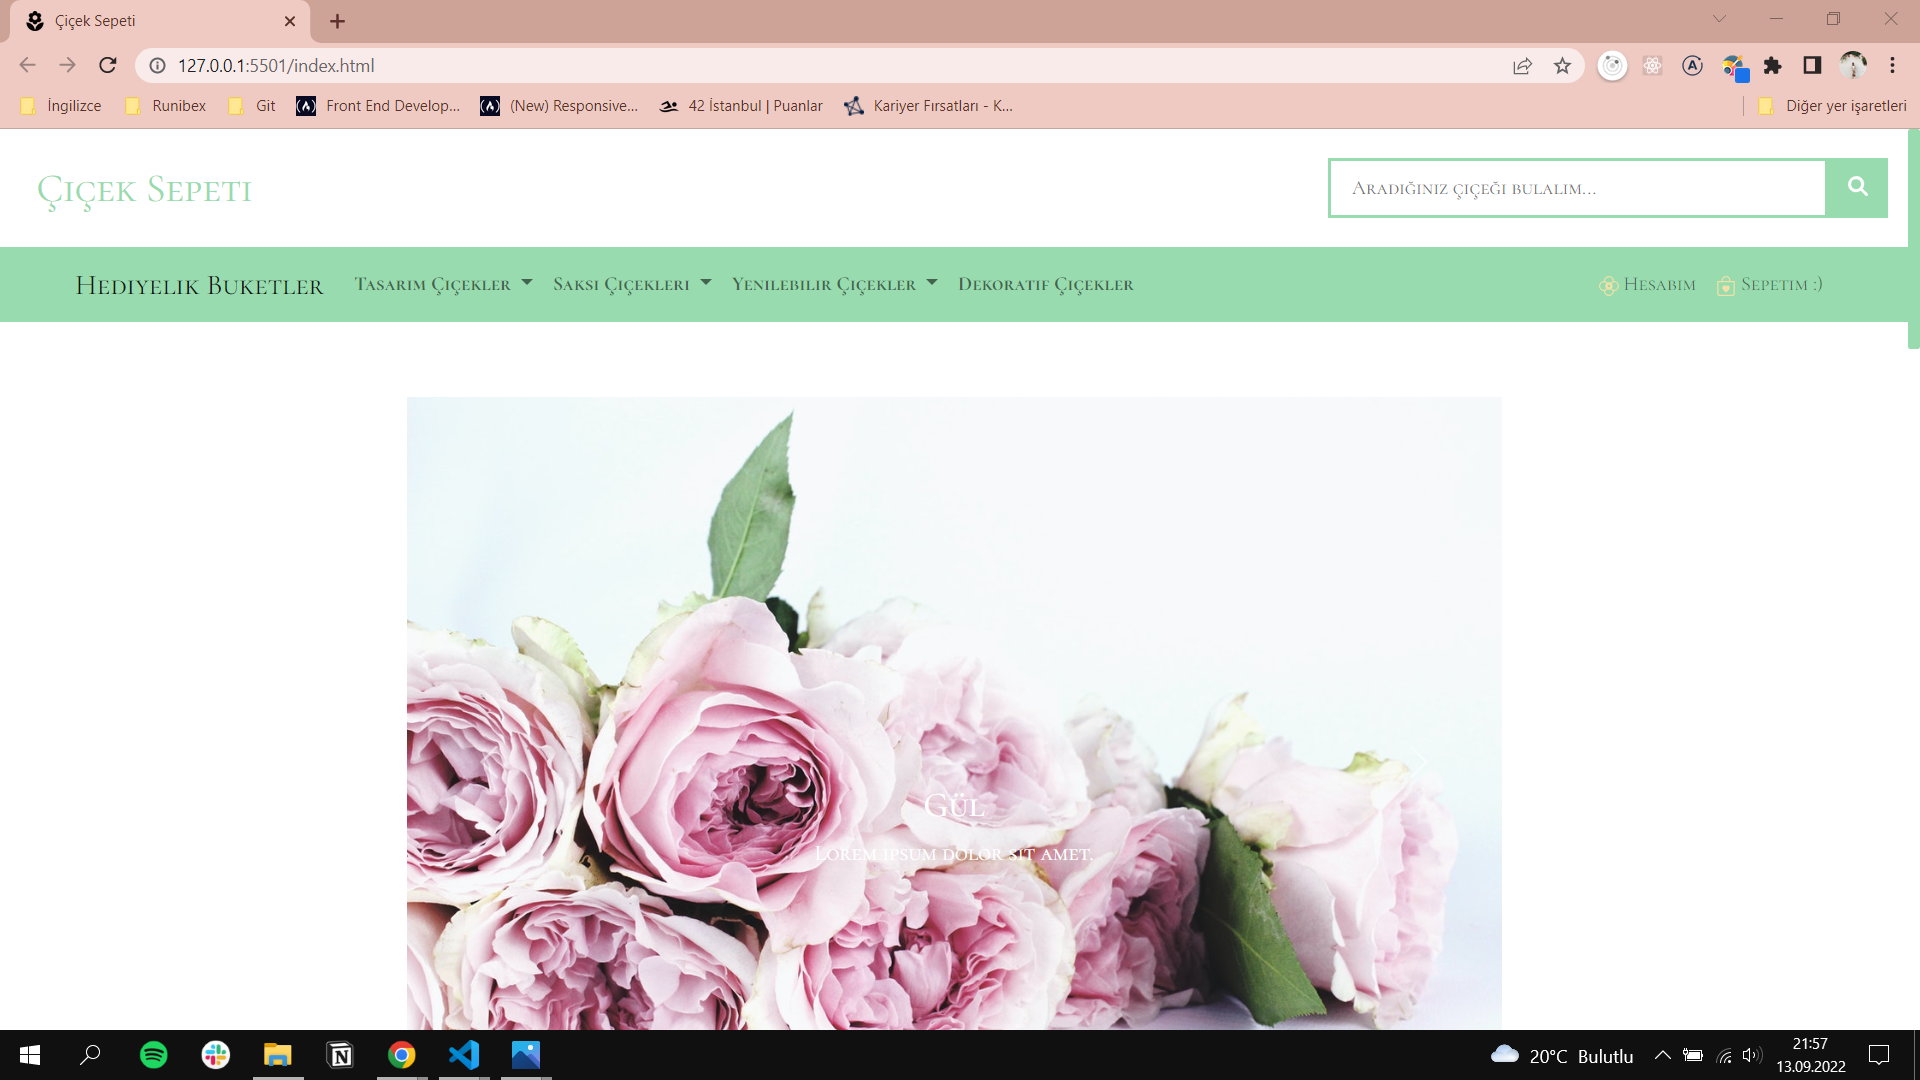 Çiçek Sepeti
127.0.0.1:5501/index.html
İngilizce
Runibex
Git
Front End Develop...
(New) Responsive...
42 İstanbul | Puanlar
Kariyer Fırsatları - K...
Diğer yer işaretleri
Çiçek Sepeti
Aradığınız çiçeği bulalım...
Hediyelik Buketler
Tasarım Çiçekler
Saksı Çiçekleri
Yenilebilir Çiçekler
Dekoratif Çiçekler
Hesabım
Sepetim :)
Gül
Lorem ipsum dolor sit amet.
20°C Bulutlu
21:57
13.09.2022